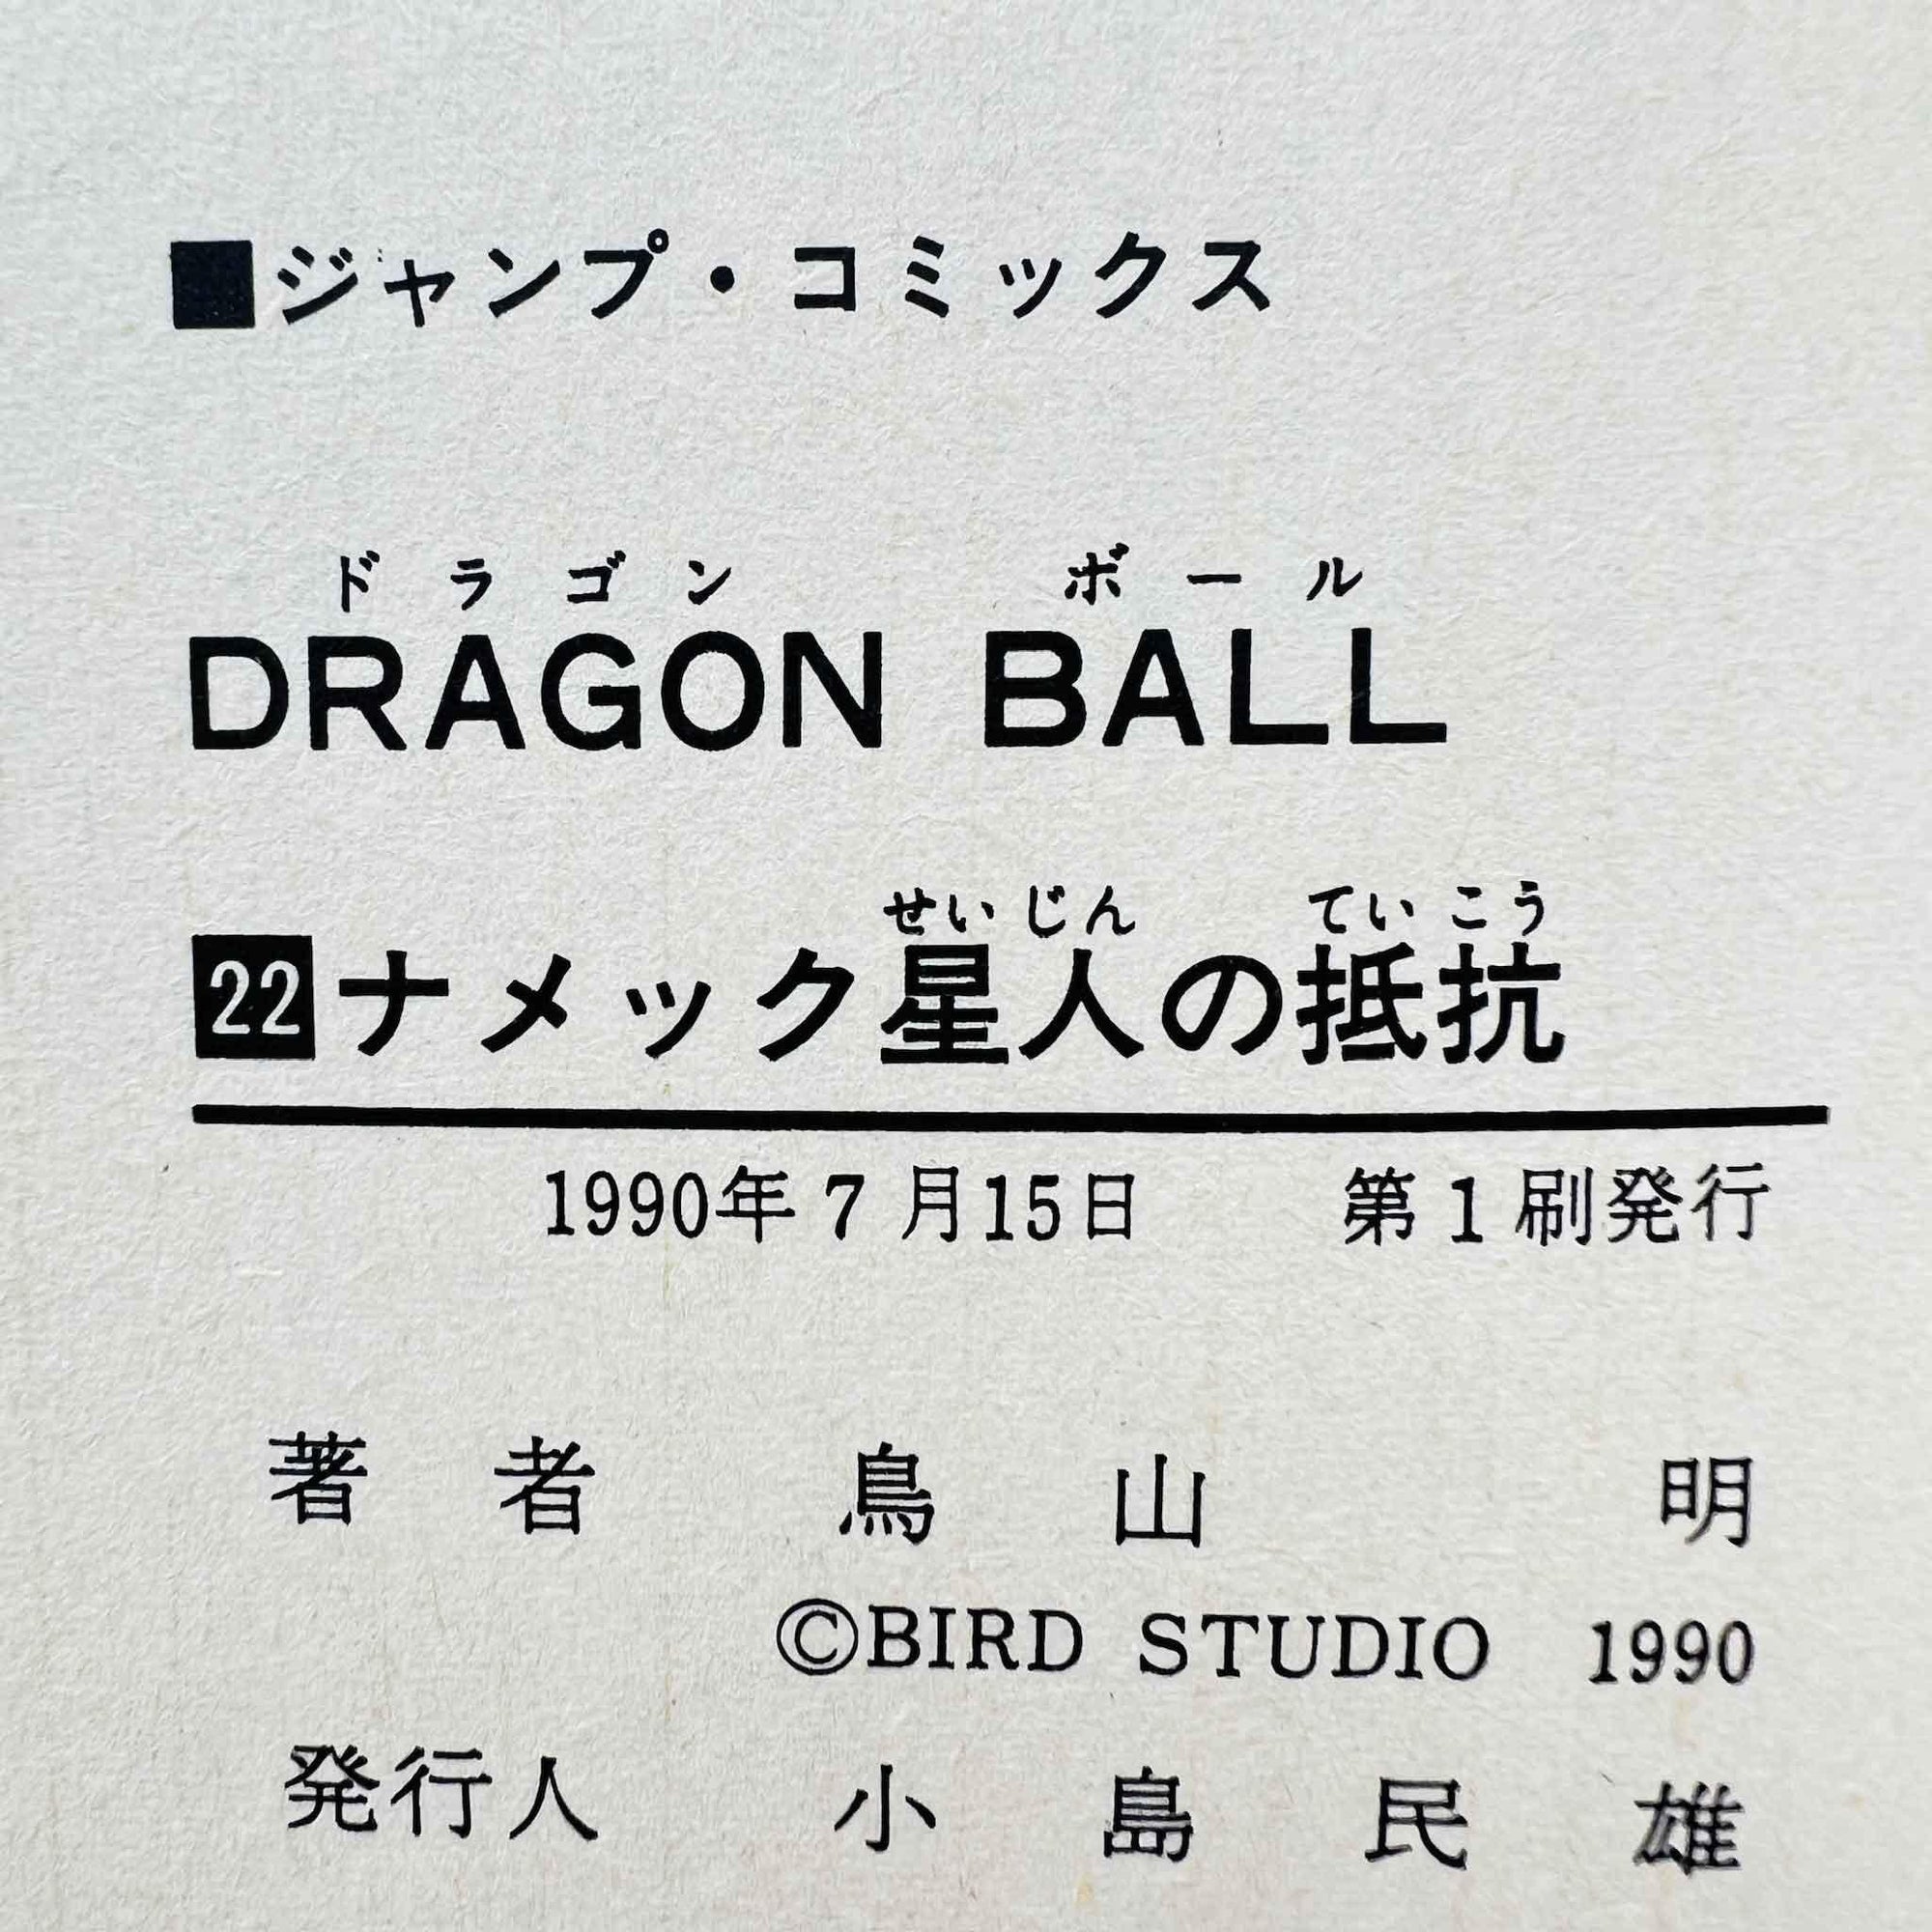 ■ジャンプ・コミックス
ドラゴン ボール
DRAGON BALL
せいじん ていこう
22 ナメック星人の抵抗
1990年7月15日 第1刷発行
著者 鳥山 明
©BIRD STUDIO 1990
発行人 小島民雄